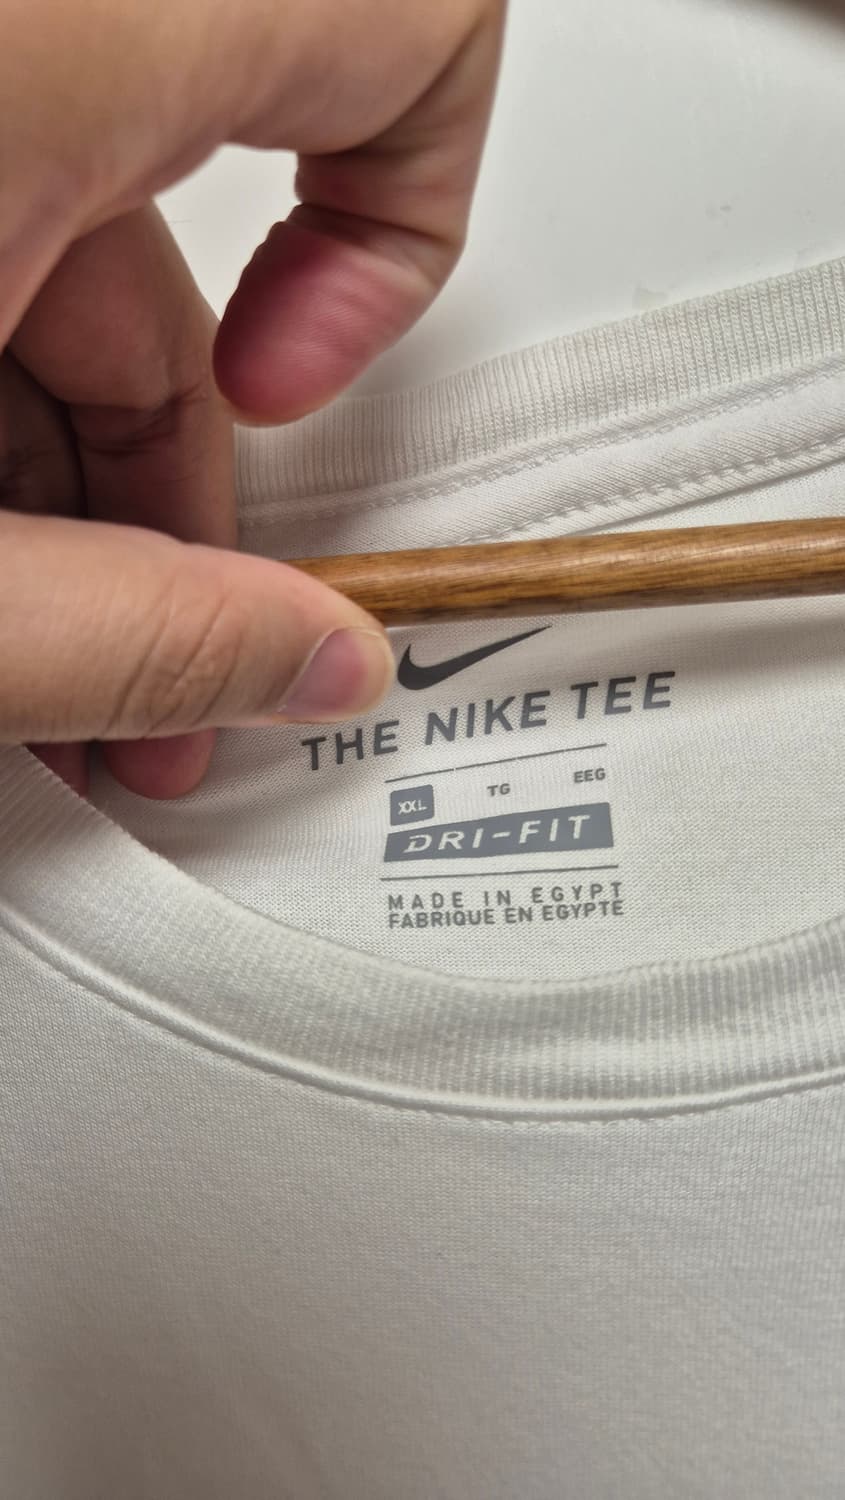 THE NIKE TEE
XXL TG EEG
DRI-FIT
MADE IN EGYPT
FABRIQUE EN EGYPTE